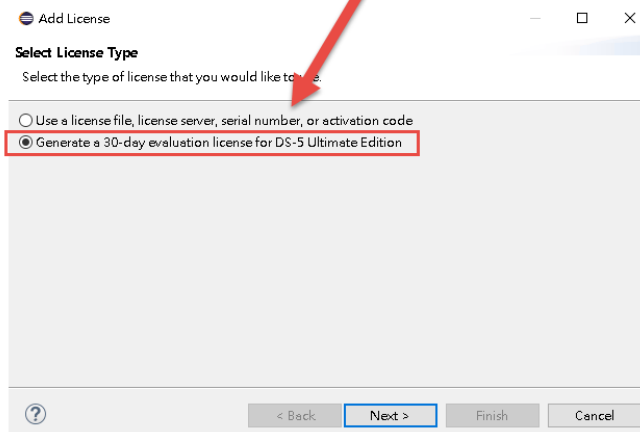 Add License
Select License Type
Select the type of license that you would like to
Use a license file, license server, serial number, or activation code
Generate a 30-day evaluation license for DS-5 Ultimate Edition
?
< Back Next > Finish Cancel